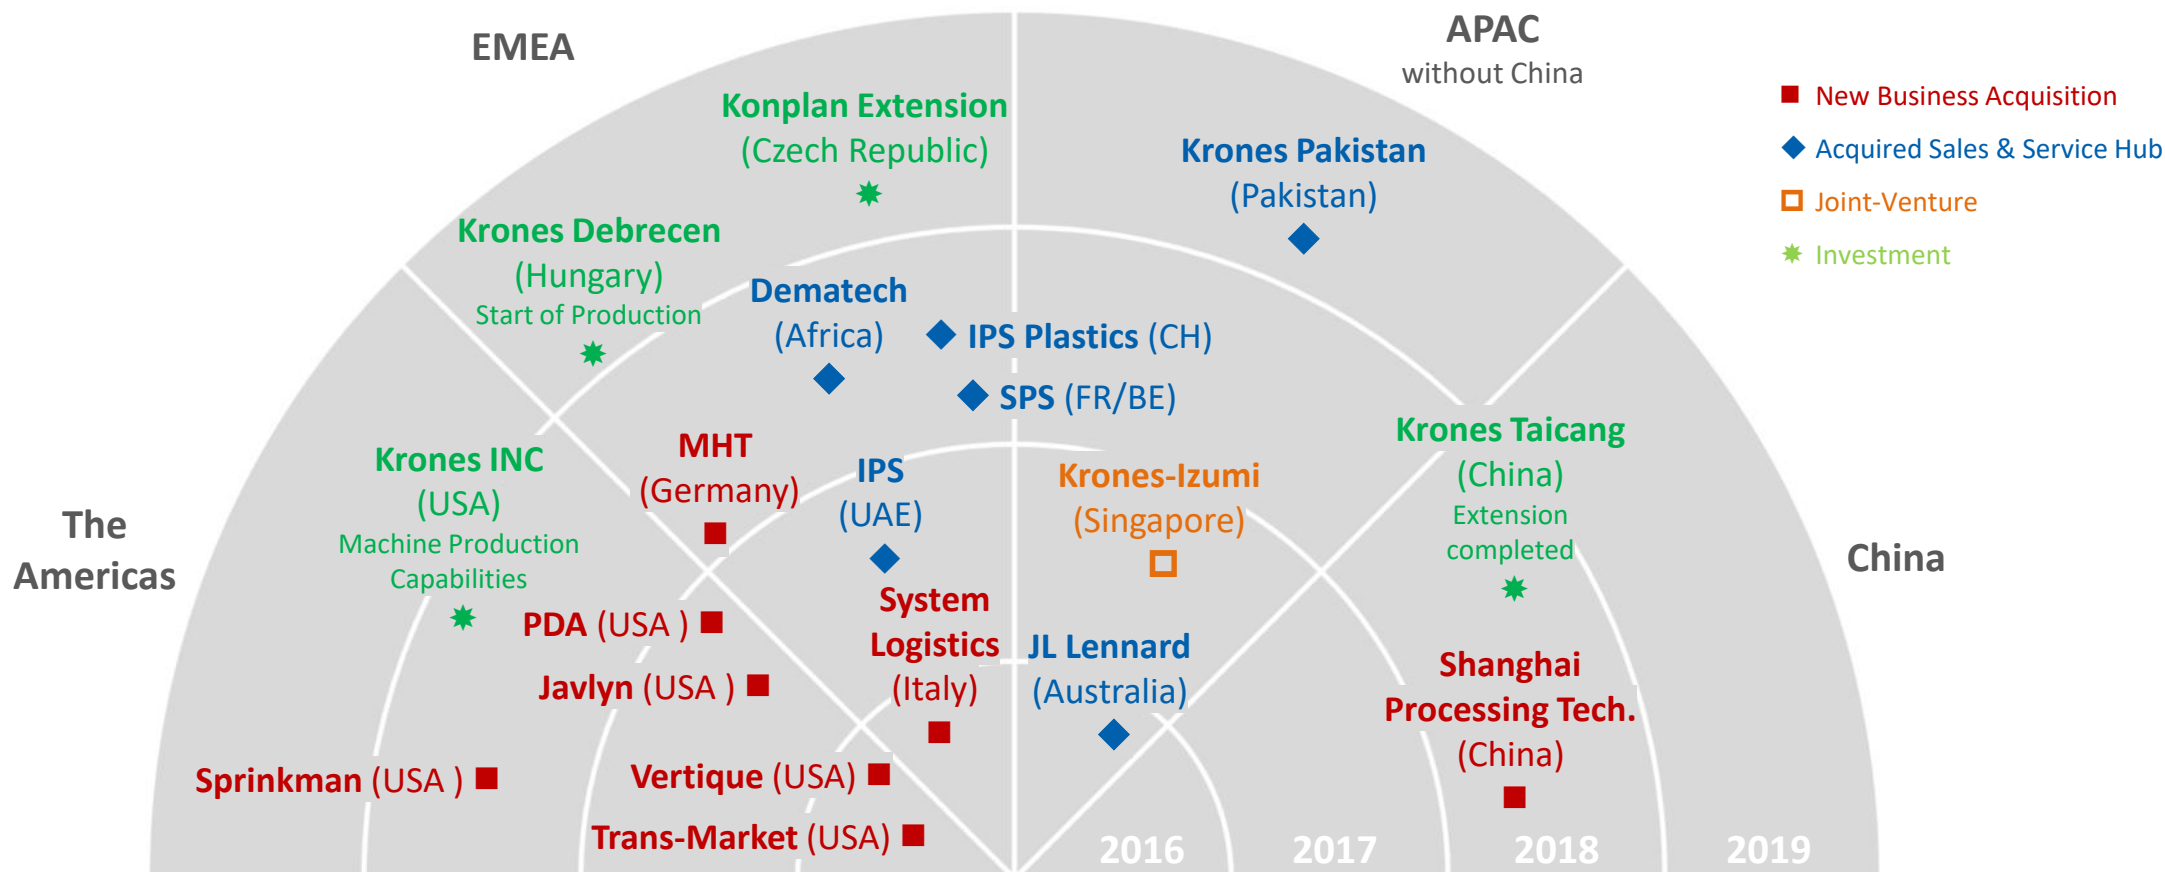 EMEA
APAC
without China
New Business Acquisition
Acquired Sales & Service Hub
Joint-Venture
Investment
Konplan Extension
(Czech Republic)
Krones Pakistan
(Pakistan)
Krones Debrecen
(Hungary)
Start of Production
Dematech
(Africa)
IPS Plastics (CH)
SPS (FR/BE)
Krones INC
(USA)
Machine Production
Capabilities
MHT
(Germany)
IPS
(UAE)
Krones-Izumi
(Singapore)
Krones Taicang
(China)
Extension
completed
The
Americas
China
PDA (USA )
Javlyn (USA )
System
Logistics
(Italy)
JL Lennard
(Australia)
Shanghai
Processing Tech.
(China)
Sprinkman (USA )
Vertique (USA)
Trans-Market (USA)
2016
2017
2018
2019